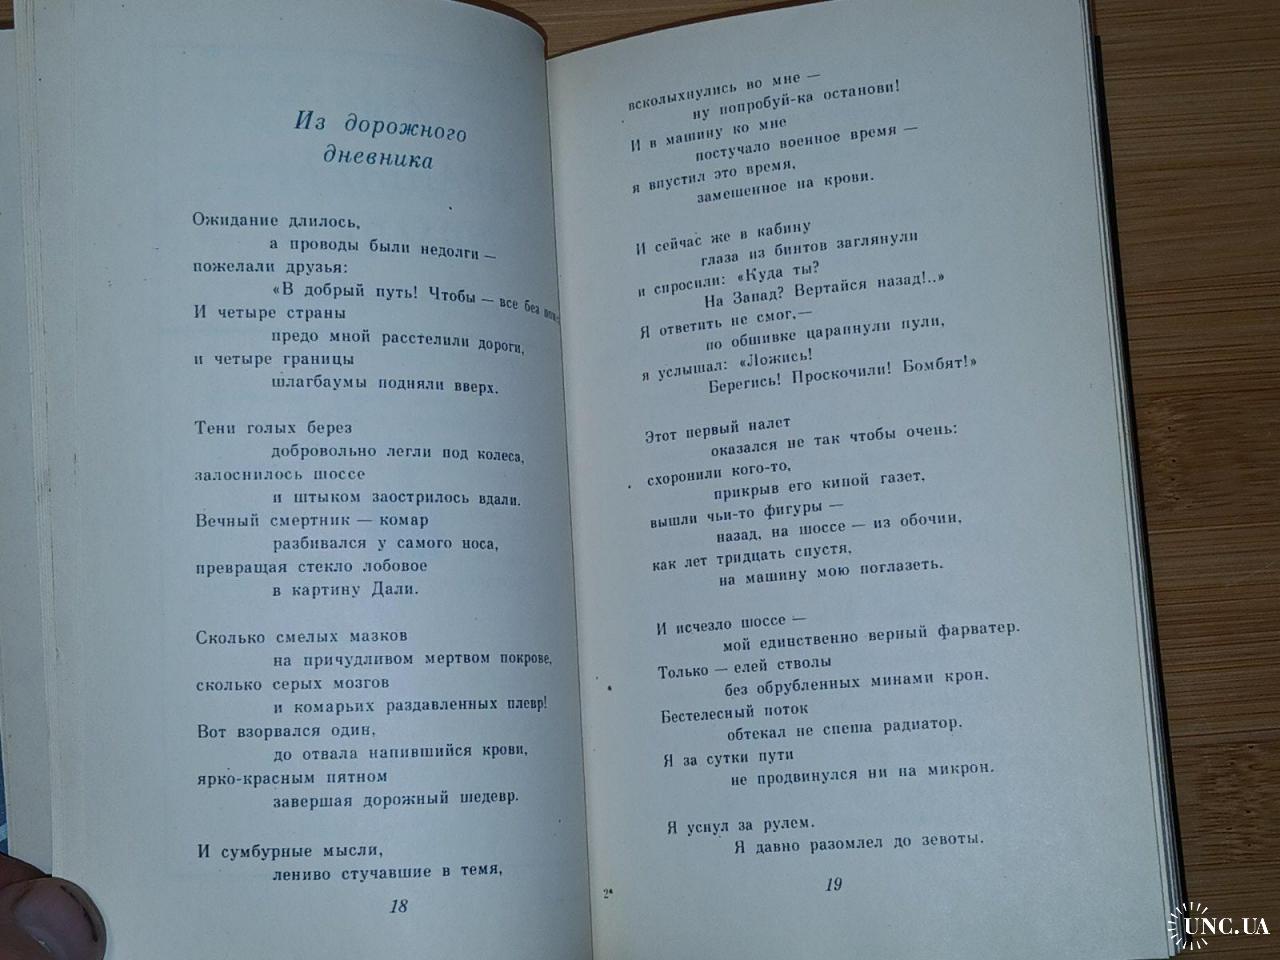 Из дорожного
дневника
Ожидание длилось,
а проводы были недолги —
пожелали друзья:
«В добрый путь! Чтобы — все без
И четыре страны
предо мной расстелили дороги,
и четыре границы
шлагбаумы подняли вверх.
Тени голых берез
добровольно легли под колеса,
залоснилось шоссе
и штыком заострилось вдали.
Вечный смертник — комар
разбивался у самого носа,
превращая стекло лобовое
в картину Дали.
Сколько смелых мазков
на причудливом мертвом покрове,
сколько серых мозгов
и комарьих раздавленных плевр!
Вот взорвался один,
до отвала напившийся крови,
ярко-красным пятном
завершая дорожный шедевр.
И сумбурные мысли,
лениво стучавшие в темя,
18
всколыхнулись во мне —
ну попробуй-ка останови!
И в машину ко мне
постучало военное время —
я впустил это время,
замешенное на крови.
И сейчас же в кабину
глаза из бинтов заглянули
и спросили: «Куда ты?
На Запад? Вертайся назад!..»
Я ответить не смог,—
по обшивке царапнули пули,
я услышал: «Ложись!
Берегись! Проскочили! Бомбят!»
Этот первый налет
оказался не так чтобы очень:
схоронили кого-то,
прикрыв его кипой газет,
вышли чьи-то фигуры —
назад, на шоссе — из обочин,
как лет тридцать спустя,
на машину мою поглазеть.
И исчезло шоссе —
мой единственно верный фарватер.
Только — елей стволы
без обрубленных минами крон.
Бестелесный поток
обтекал не спеша радиатор.
Я за сутки пути
не продвинулся ни на микрон.
Я уснул за рулем.
Я давно разомлел до зевоты.
2*
19
UNC.UA